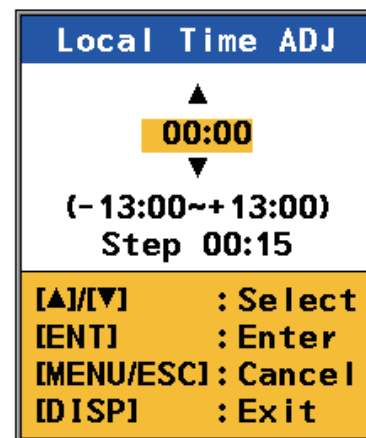 Local Time ADJ
▲
00:00
▼
(-13:00~+13:00)
Step 00:15
[▲]/[▼] : Select
[ENT] : Enter
[MENU/ESC] : Cancel
[DISP] : Exit